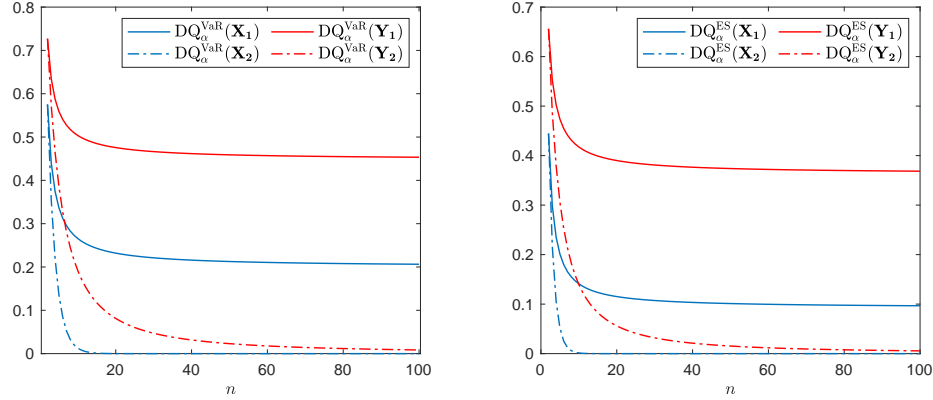 0.8
0.7
0.6
0.5
0.4
0.3
0.2
0.1
0
20 40 60 80 100
n
DQ_α^VaR(X_1) DQ_α^VaR(Y_1)
DQ_α^VaR(X_2) DQ_α^VaR(Y_2)
0.7
0.6
0.5
0.4
0.3
0.2
0.1
0
0 20 40 60 80 100
n
DQ_α^ES(X_1) DQ_α^ES(Y_1)
DQ_α^ES(X_2) DQ_α^ES(Y_2)